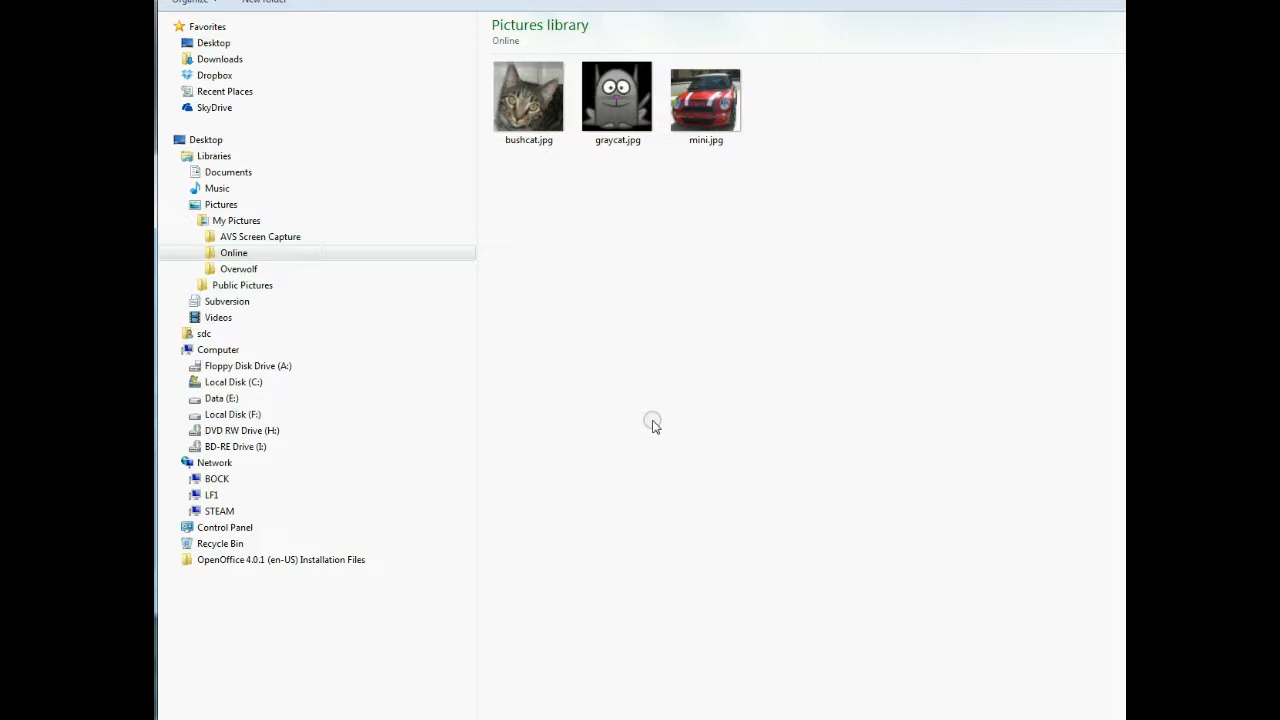 Organize
New folder
Favorites
Desktop
Downloads
Dropbox
Recent Places
SkyDrive
Desktop
Libraries
Documents
Music
Pictures
My Pictures
AVS Screen Capture
Online
Overwolf
Public Pictures
Subversion
Videos
sdc
Computer
Floppy Disk Drive (A:)
Local Disk (C:)
Data (E:)
Local Disk (F:)
DVD RW Drive (H:)
BD-RE Drive (I:)
Network
BOCK
LF1
STEAM
Control Panel
Recycle Bin
OpenOffice 4.0.1 (en-US) Installation Files
Pictures library
Online
bushcat.jpg
graycat.jpg
mini.jpg